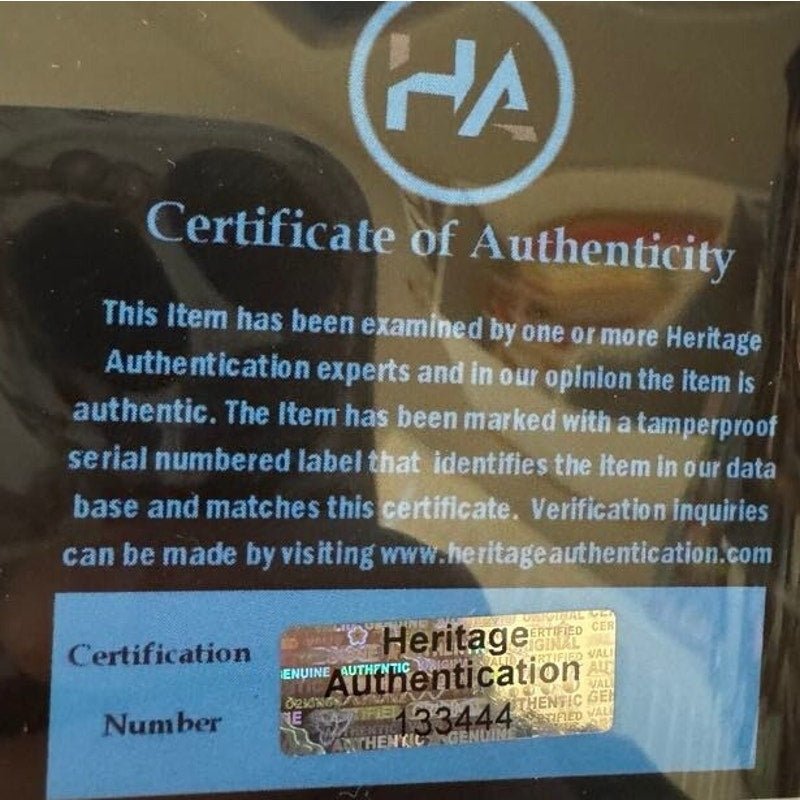 HA
Certificate of Authenticity
This Item has been examined by one or more Heritage
Authentication experts and in our opinion the item is
authentic. The Item has been marked with a tamperproof
serial numbered label that identifies the item in our data
base and matches this certificate. Verification inquiries
can be made by visiting www.heritageauthentication.com
Certification
Number
Heritage
GENUINE AUTHENTIC
Authentication
133444